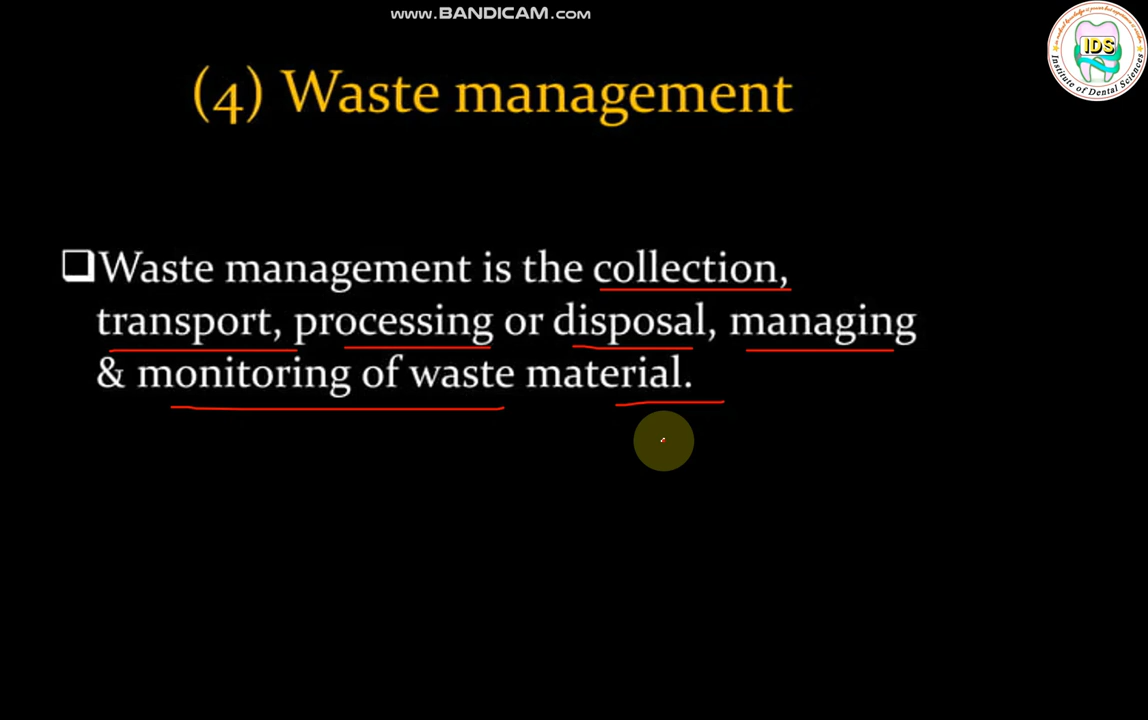 www.BANDICAM.com
(4) Waste management
IDS
Institute of Dental Sciences
Waste management is the collection,
transport, processing or disposal, managing
& monitoring of waste material.